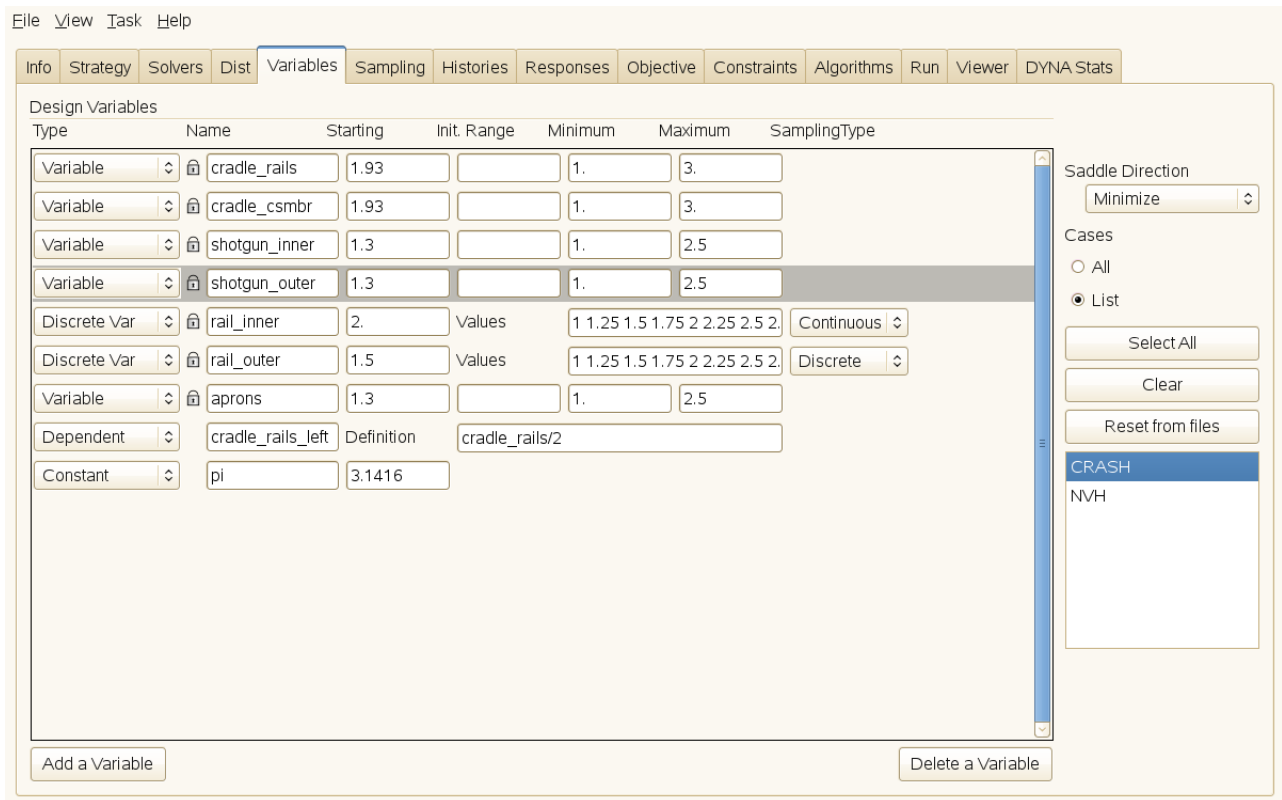 File View Task Help
Info Strategy Solvers Dist Variables Sampling Histories Responses Objective Constraints Algorithms Run Viewer DYNA Stats
Design Variables
Type Name Starting Init. Range Minimum Maximum SamplingType
Variable cradle_rails 1.93 1. 3.
Variable cradle_csmbr 1.93 1. 3.
Variable shotgun_inner 1.3 1. 2.5
Variable shotgun_outer 1.3 1. 2.5
Discrete Var rail_inner 2. Values 1 1.25 1.5 1.75 2 2.25 2.5 2. Continuous
Discrete Var rail_outer 1.5 Values 1 1.25 1.5 1.75 2 2.25 2.5 2. Discrete
Variable aprons 1.3 1. 2.5
Dependent cradle_rails_left Definition cradle_rails/2
Constant pi 3.1416
Add a Variable Delete a Variable
Saddle Direction
Minimize
Cases
All
List
Select All
Clear
Reset from files
CRASH
NVH